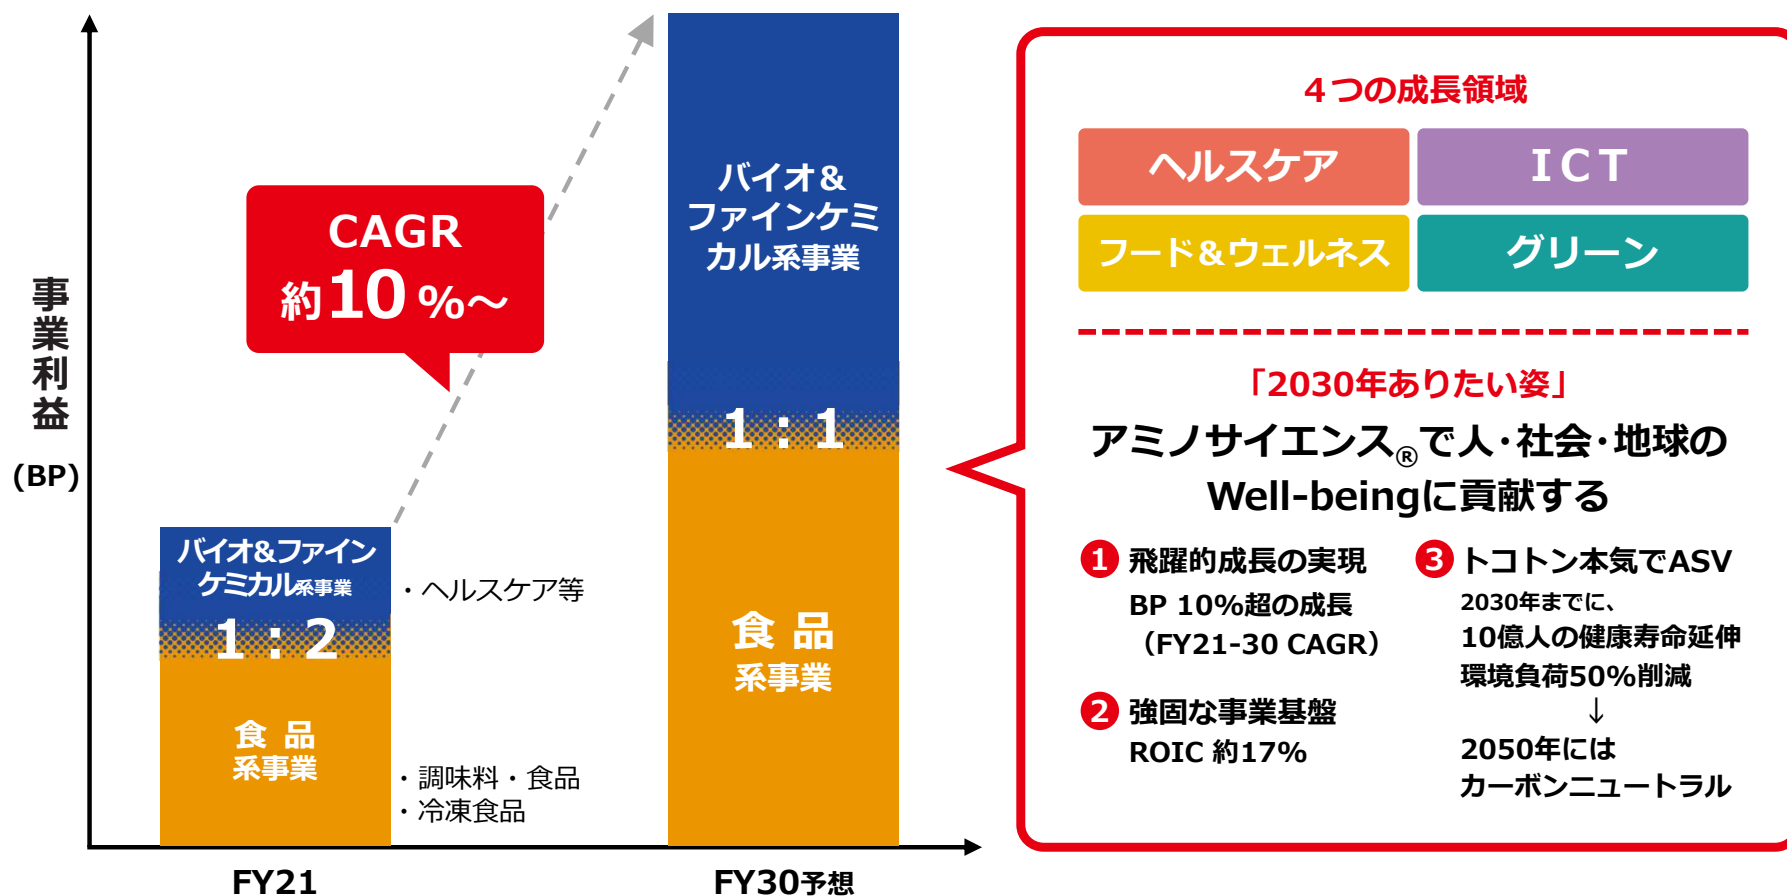 事業利益
(BP)
CAGR
約10%～
バイオ&ファイン
ケミカル系事業
1：2
食品
系事業
・ヘルスケア等
・調味料・食品
・冷凍食品
FY21
バイオ&
ファインケミ
カル系事業
1：1
食品
系事業
FY30予想
４つの成長領域
ヘルスケア
ICT
フード&ウェルネス
グリーン
「2030年ありたい姿」
アミノサイエンス®で人・社会・地球の
Well-beingに貢献する
1 飛躍的成長の実現
BP 10%超の成長
（FY21-30 CAGR）
2 強固な事業基盤
ROIC 約17%
3 トコトン本気でASV
2030年までに、
10億人の健康寿命延伸
環境負荷50%削減
↓
2050年には
カーボンニュートラル